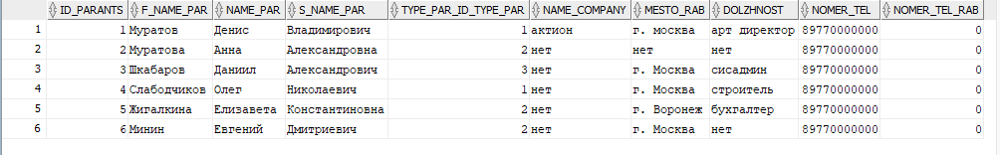 ID_PARANTS F_NAME_PAR NAME_PAR S_NAME_PAR TYPE_PAR_ID_TYPE_PAR NAME_COMPANY MESTO_RAB DOLZHNOST NOMER_TEL NOMER_TEL_RAB
1 1 Муратов Денис Владимирович 1 актион г. москва арт директор 89770000000 0
2 2 Муратова Анна Александровна 2 нет нет нет 89770000000 0
3 3 Шкабаров Даниил Александрович 3 нет г. Москва сисадмин 89770000000 0
4 4 Слабодчиков Олег Николаевич 1 нет г. Москва строитель 89770000000 0
5 5 Жигалкина Елизавета Константиновна 2 нет г. Воронеж бухгалтер 89770000000 0
6 6 Минин Евгений Дмитриевич 2 нет г. Москва нет 89770000000 0